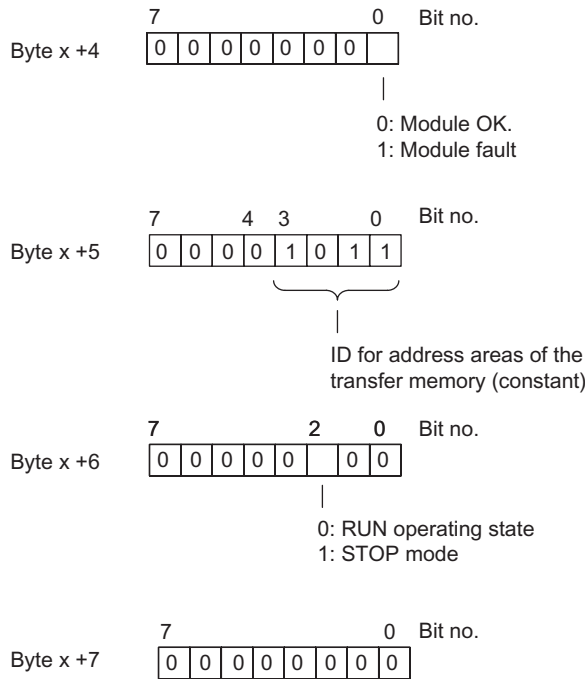 7 0 Bit no.
Byte x +4 0 0 0 0 0 0 0
0: Module OK.
1: Module fault
7 4 3 0 Bit no.
Byte x +5 0 0 0 0 1 0 1 1
ID for address areas of the
transfer memory (constant)
7 2 0 Bit no.
Byte x +6 0 0 0 0 0 0 0
0: RUN operating state
1: STOP mode
7 0 Bit no.
Byte x +7 0 0 0 0 0 0 0 0